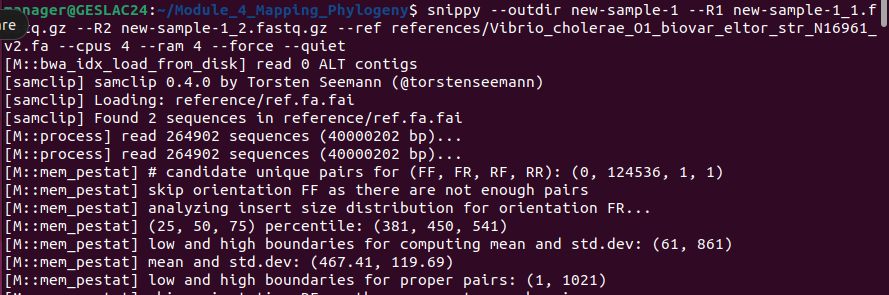 manager@GESLAC24:~/Module_4_Mapping_Phylogeny$ snippy --outdir new-sample-1 --R1 new-sample-1_1.f
are
q.gz --R2 new-sample-1_2.fastq.gz --ref references/Vibrio_cholerae_O1_biovar_eltor_str_N16961_
v2.fa --cpus 4 --ram 4 --force --quiet
[M::bwa_idx_load_from_disk] read 0 ALT contigs
[samclip] samclip 0.4.0 by Torsten Seemann (@torstenseemann)
[samclip] Loading: reference/ref.fa.fai
[samclip] Found 2 sequences in reference/ref.fa.fai
[M::process] read 264902 sequences (40000202 bp)...
[M::process] read 264902 sequences (40000202 bp)...
[M::mem_pestat] # candidate unique pairs for (FF, FR, RF, RR): (0, 124536, 1, 1)
[M::mem_pestat] skip orientation FF as there are not enough pairs
[M::mem_pestat] analyzing insert size distribution for orientation FR...
[M::mem_pestat] (25, 50, 75) percentile: (381, 450, 541)
[M::mem_pestat] low and high boundaries for computing mean and std.dev: (61, 861)
[M::mem_pestat] mean and std.dev: (467.41, 119.69)
[M::mem_pestat] low and high boundaries for proper pairs: (1, 1021)